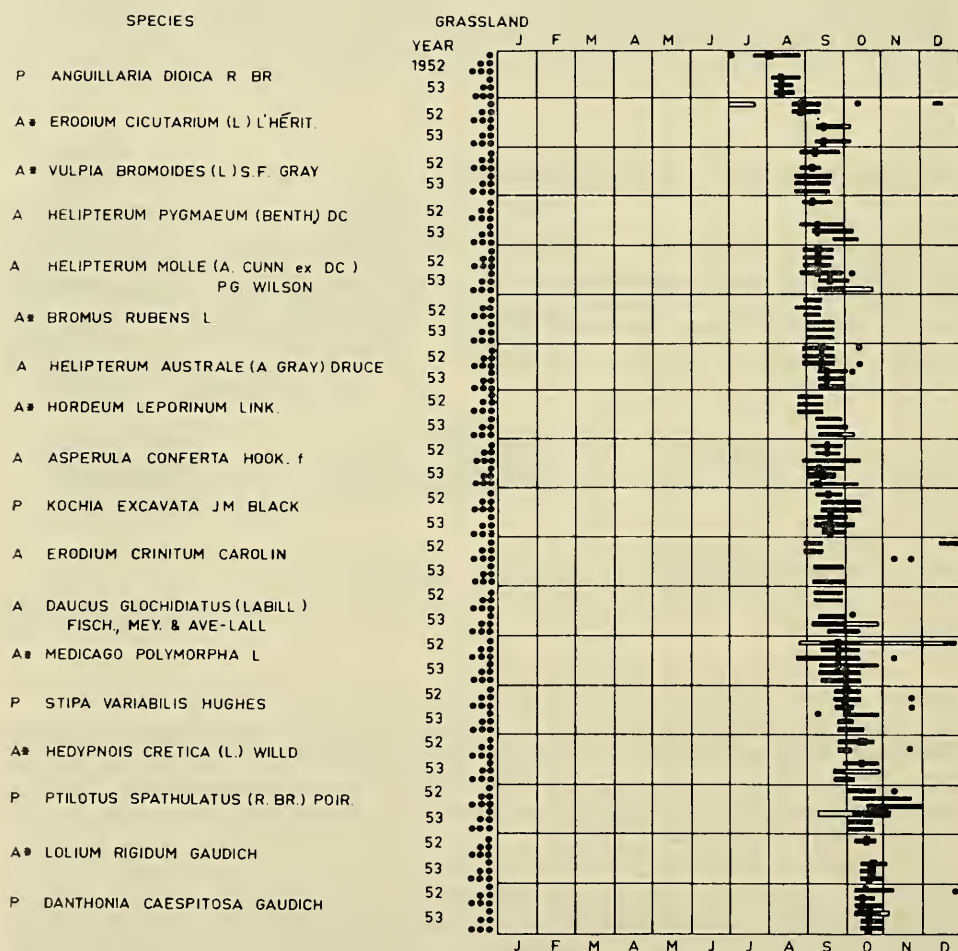 SPECIES GRASSLAND
YEAR J F M A M J J A S O N D
1952
P ANGUILLARIA DIOICA R BR
53
52
A* ERODIUM CICUTARIUM (L) L'HÉRIT.
53
52
A* VULPIA BROMOIDES (L) S.F. GRAY
53
52
A HELIPTERUM PYGMAEUM (BENTH.) DC
53
52
A HELIPTERUM MOLLE (A. CUNN ex DC)
53
P.G. WILSON
52
A* BROMUS RUBENS L
53
52
A HELIPTERUM AUSTRALE (A GRAY) DRUCE
53
52
A* HORDEUM LEPORINUM LINK.
53
52
A ASPERULA CONFERTA HOOK. f
53
52
P KOCHIA EXCAVATA J M BLACK
53
52
A ERODIUM CRINITUM CAROLIN
53
52
A DAUCUS GLOCHIDIATUS (LABILL)
53
FISCH., MEY. & AVE-LALL
52
A* MEDICAGO POLYMORPHA L
53
52
P STIPA VARIABILIS HUGHES
53
52
A* HEDYPNOIS CRETICA (L.) WILLD
53
52
P PTILOTUS SPATHULATUS (R. BR.) POIR.
53
52
A* LOLIUM RIGIDUM GAUDICH
53
52
P DANTHONIA CAESPITOSA GAUDICH
53
J F M A M J J A S O N D